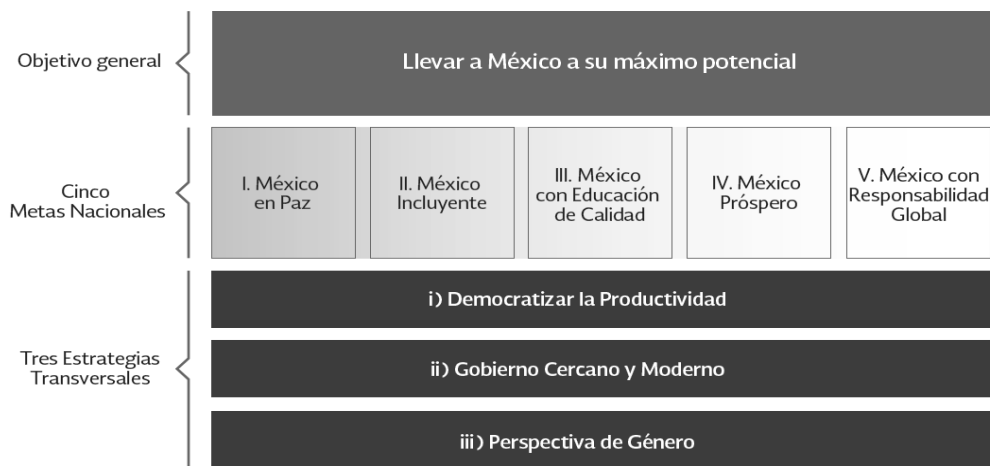 Objetivo general
Llevar a México a su máximo potencial
Cinco
Metas Nacionales
I. México
en Paz
II. México
Incluyente
III. México
con Educación
de Calidad
IV. México
Próspero
V. México con
Responsabilidad
Global
Tres Estrategias
Transversales
i) Democratizar la Productividad
ii) Gobierno Cercano y Moderno
iii) Perspectiva de Género